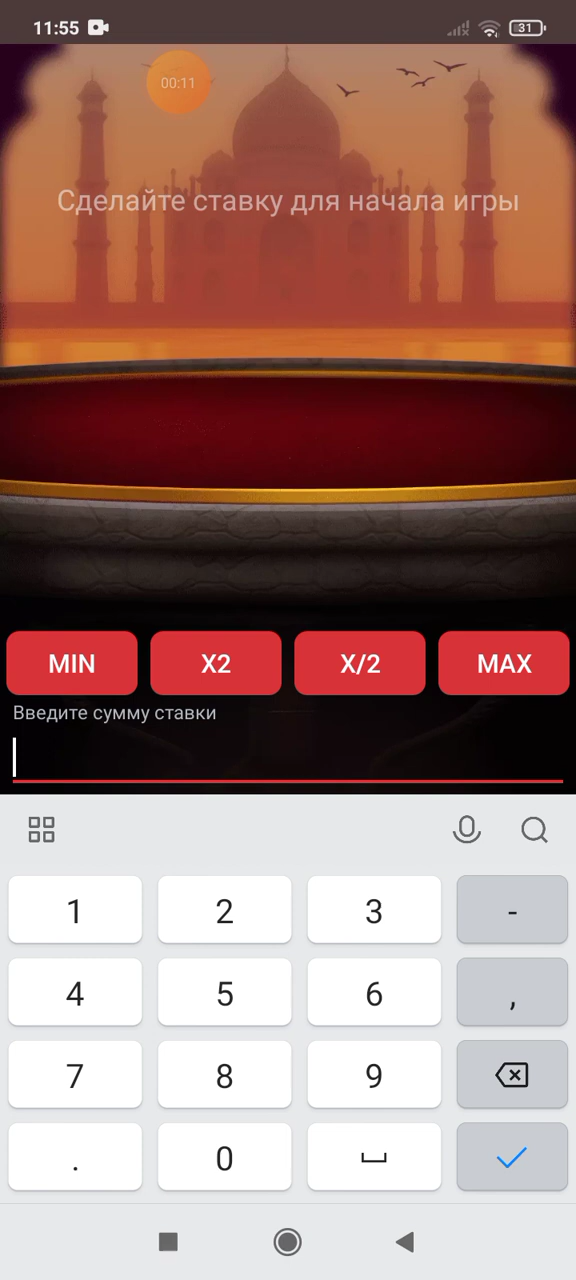 11:55
31
00:11
Сделайте ставку для начала игры
MIN X2 X/2 MAX
Введите сумму ставки
1 2 3 -
4 5 6 ,
7 8 9
. 0